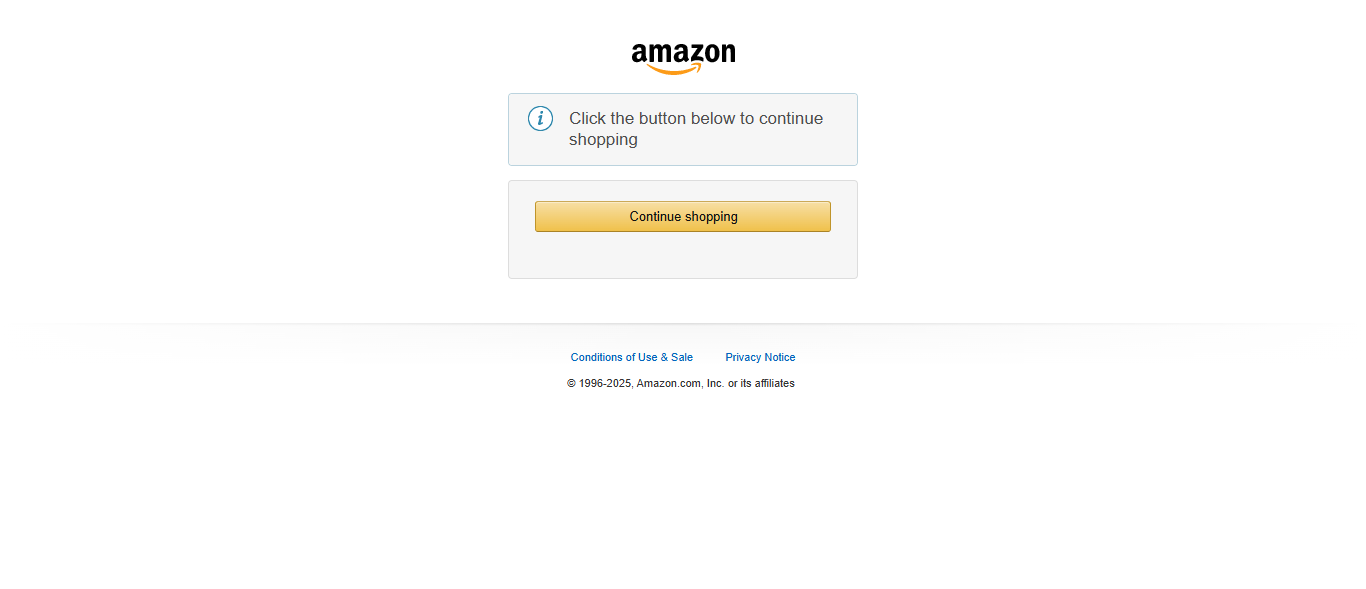 amazon
i
Click the button below to continue
shopping
Continue shopping
Conditions of Use & Sale Privacy Notice
© 1996-2025, Amazon.com, Inc. or its affiliates